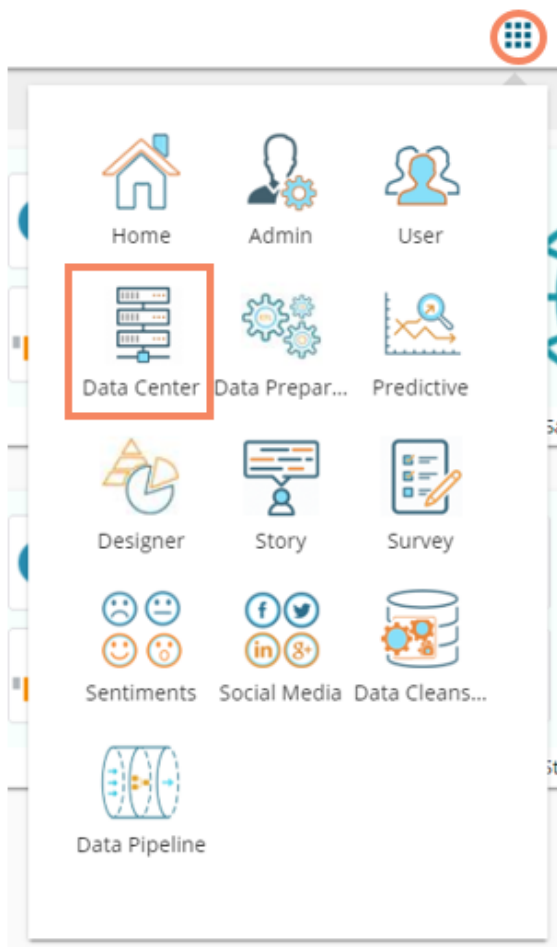 Home Admin User
Data Center Data Prepar... Predictive
Designer Story Survey
Sentiments Social Media Data Cleans...
Data Pipeline